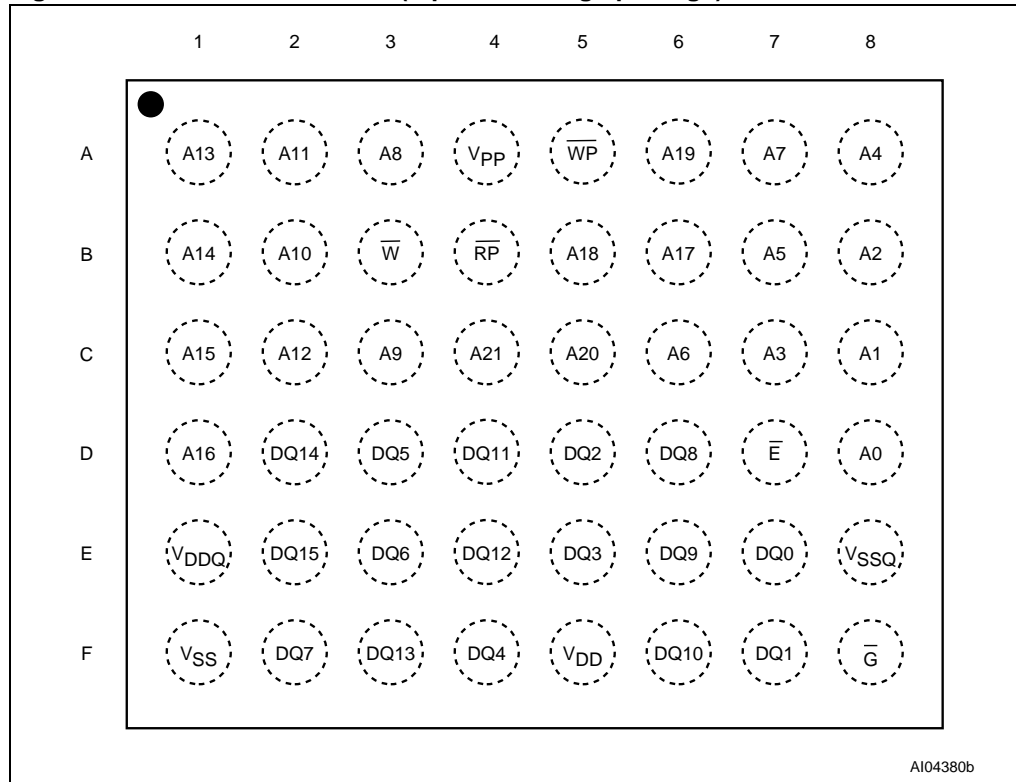 1 2 3 4 5 6 7 8
A A13 A11 A8 VPP W̅P̅ A19 A7 A4
B A14 A10 W̅ R̅P̅ A18 A17 A5 A2
C A15 A12 A9 A21 A20 A6 A3 A1
D A16 DQ14 DQ5 DQ11 DQ2 DQ8 E̅ A0
E VDDQ DQ15 DQ6 DQ12 DQ3 DQ9 DQ0 VSSQ
F VSS DQ7 DQ13 DQ4 VDD DQ10 DQ1 G̅
AI04380b